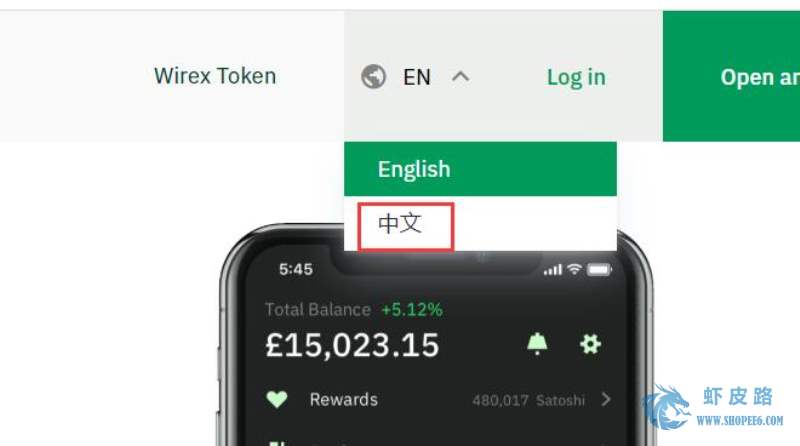 Wirex Token
EN
Log in
Open
English
中文
5:45
Total Balance +5.12%
£15,023.15
Rewards 480,017 Satoshi
虾皮路
WWW.SHOPEE6.COM